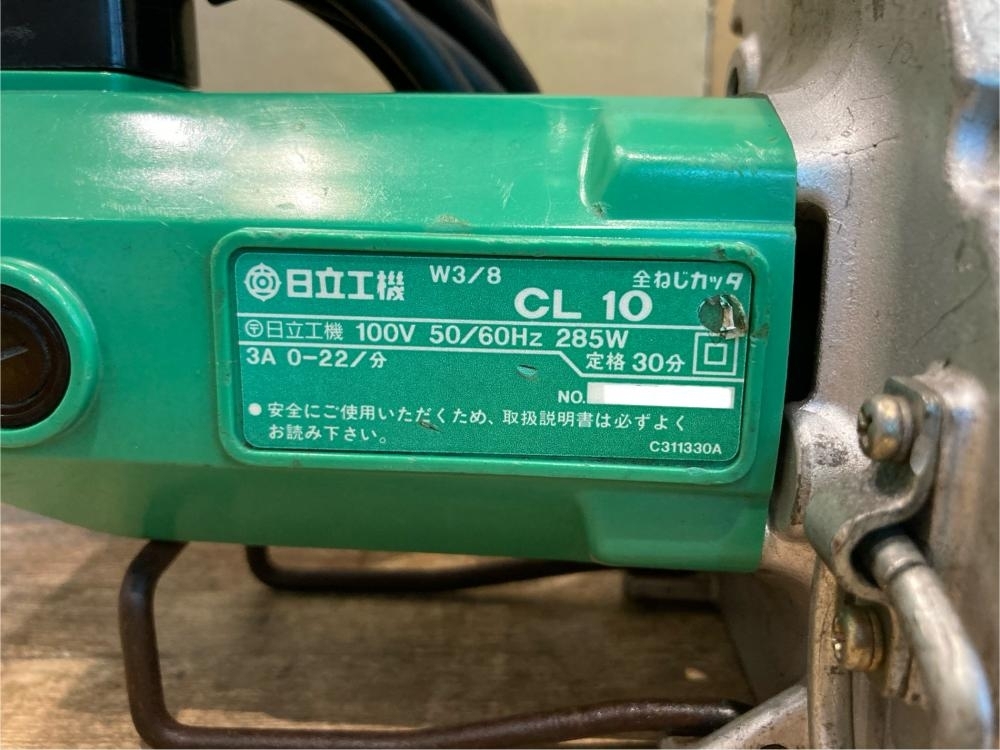 日立工機 W3/8 全ねじカッタ
CL 10
〶日立工機 100V 50/60Hz 285W
3A 0-22/分 定格 30分
NO.
● 安全にご使用いただくため、取扱説明書は必ずよく
お読み下さい。
C311330A